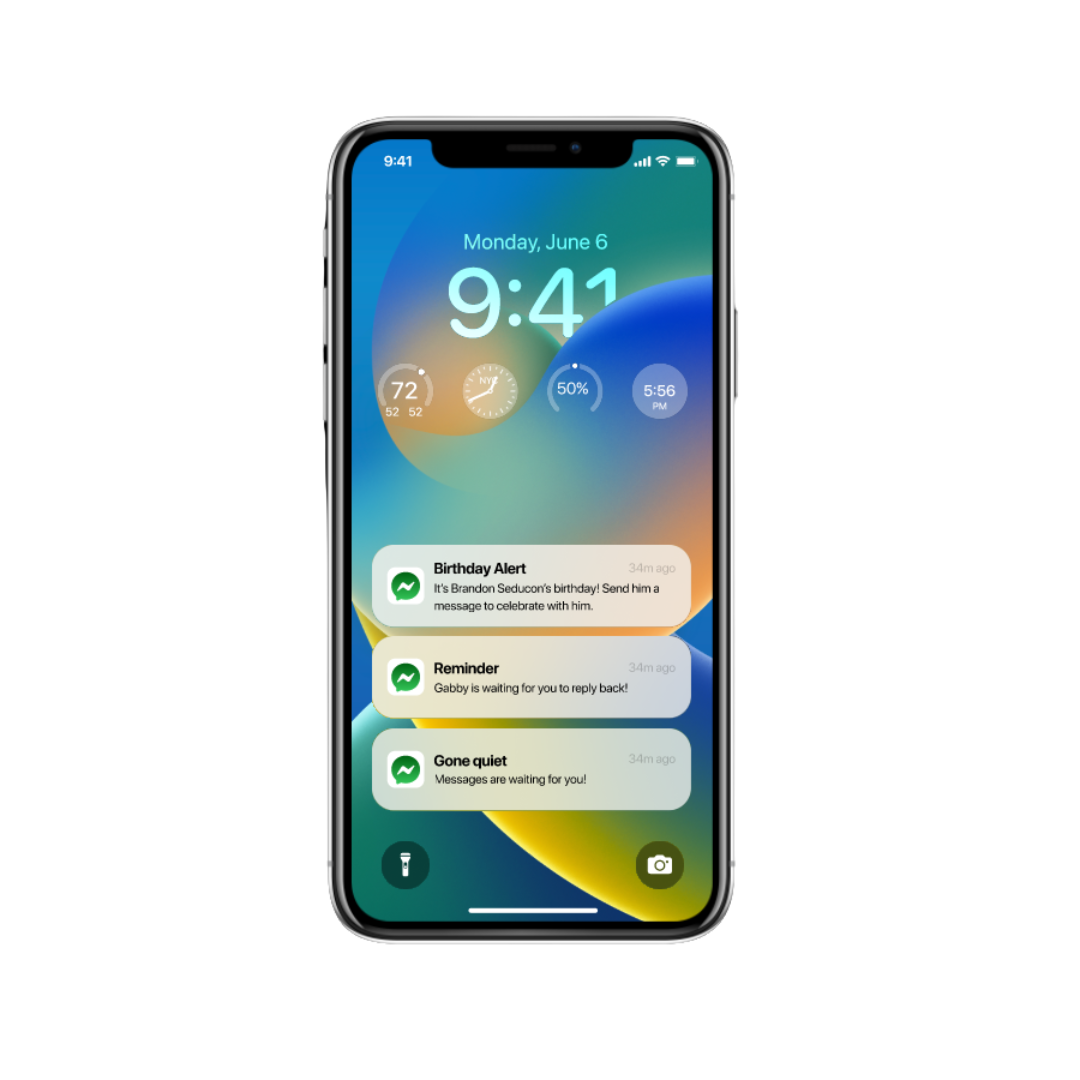 9:41
Monday, June 6
9:41
72
52 52
NYC
50%
5:56
PM
Birthday Alert 34m ago
It's Brandon Seducon's birthday! Send him a
message to celebrate with him.
Reminder 34m ago
Gabby is waiting for you to reply back!
Gone quiet 34m ago
Messages are waiting for you!